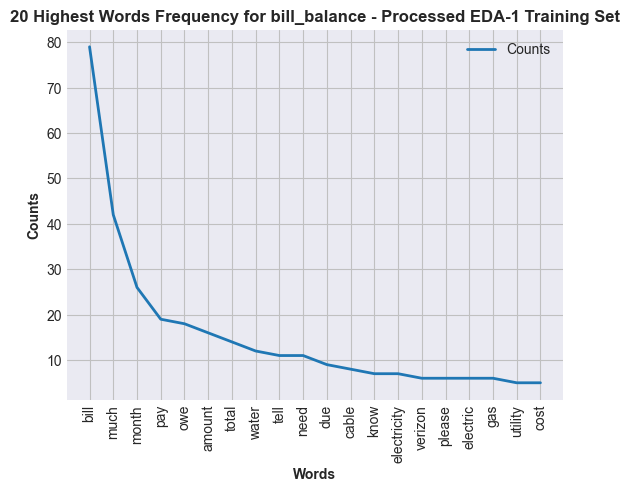 20 Highest Words Frequency for bill_balance - Processed EDA-1 Training Set
Counts
80
70
60
50
40
30
20
10
Counts
bill
much
month
pay
owe
amount
total
water
tell
need
due
cable
know
electricity
verizon
please
electric
gas
utility
cost
Words